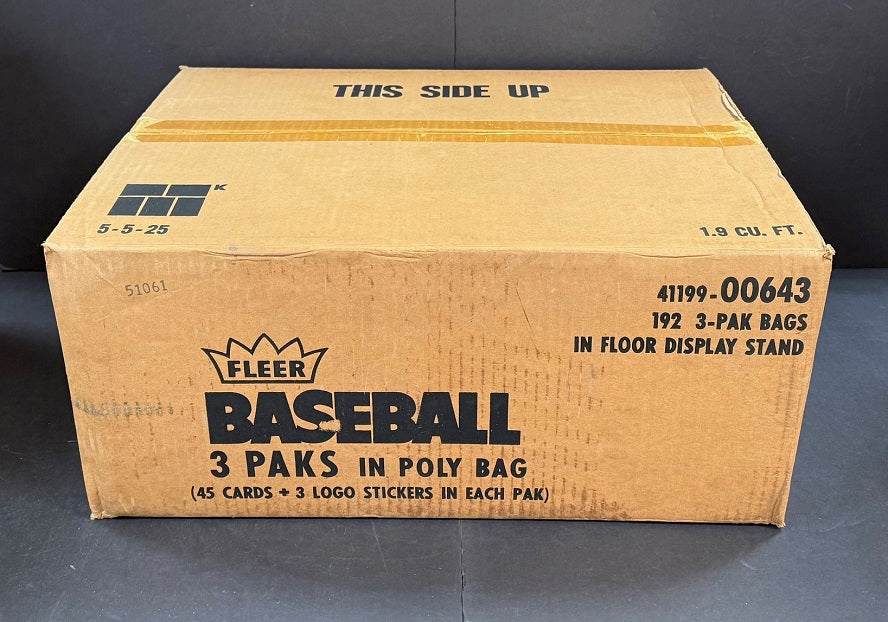 THIS SIDE UP
K
5-5-25
1.9 CU. FT.
51061
41199-00643
192 3-PAK BAGS
IN FLOOR DISPLAY STAND
FLEER
BASEBALL
3 PAKS IN POLY BAG
(45 CARDS + 3 LOGO STICKERS IN EACH PAK)